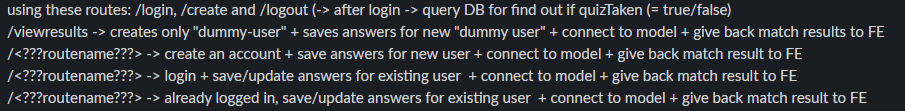 using these routes: /login, /create and /logout (-> after login -> query DB for find out if quizTaken (= true/false)
/viewresults -> creates only "dummy-user" + saves answers for new "dummy user" + connect to model + give back match results to FE
/<???routename???> -> create an account + save answers for new user + connect to model + give back match result to FE
/<???routename???> -> login + save/update answers for existing user  + connect to model + give back match result to FE
/<???routename???> -> already logged in, save/update answers for existing user  + connect to model + give back match result to FE